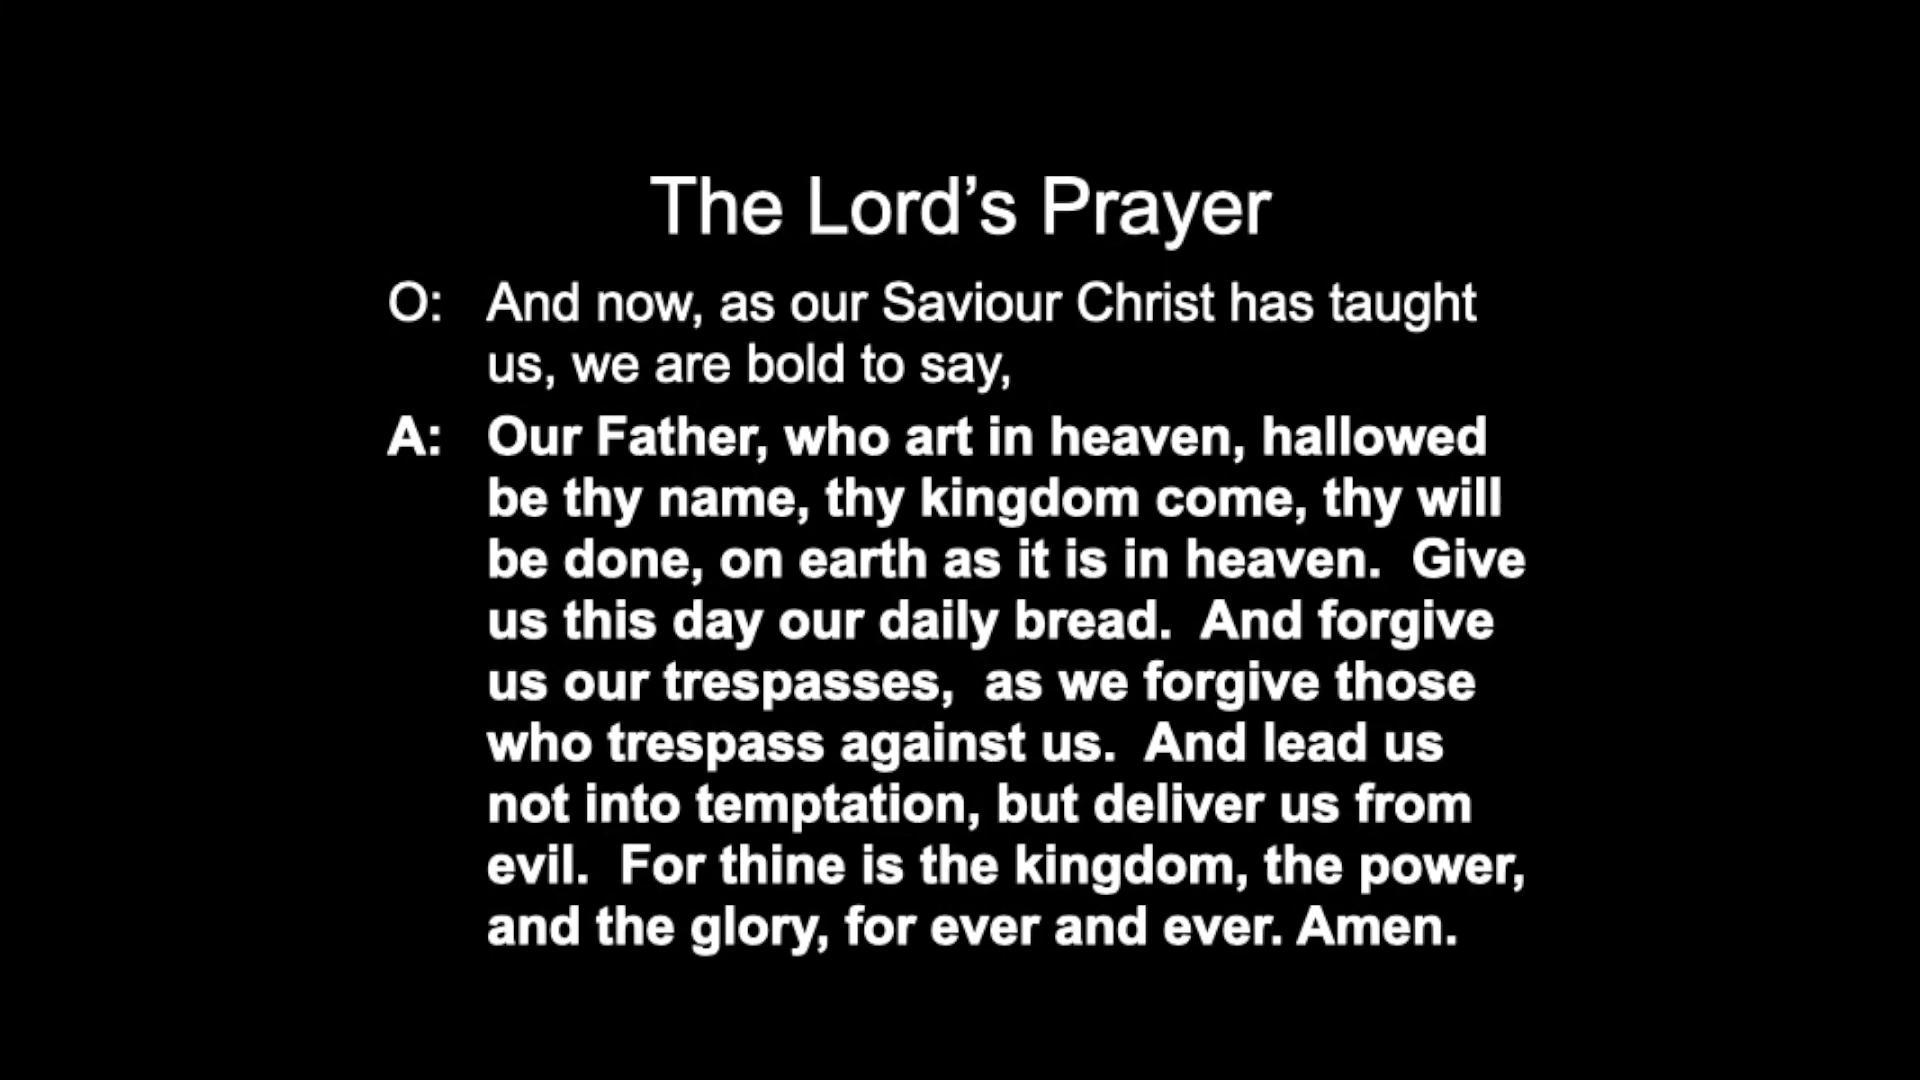 The Lord’s Prayer
O: And now, as our Saviour Christ has taught
us, we are bold to say,
A: Our Father, who art in heaven, hallowed
be thy name, thy kingdom come, thy will
be done, on earth as it is in heaven.  Give
us this day our daily bread.  And forgive
us our trespasses,  as we forgive those
who trespass against us.  And lead us
not into temptation, but deliver us from
evil.  For thine is the kingdom, the power,
and the glory, for ever and ever. Amen.